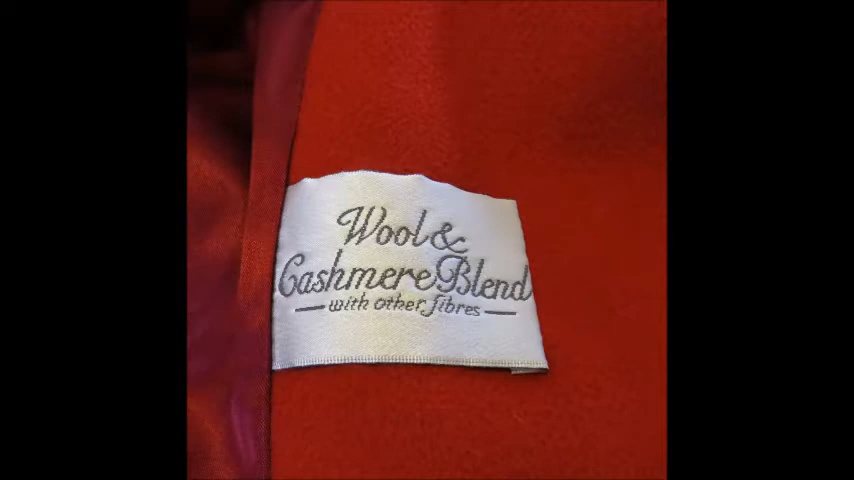 Wool &
Cashmere Blend
— with other fibres —